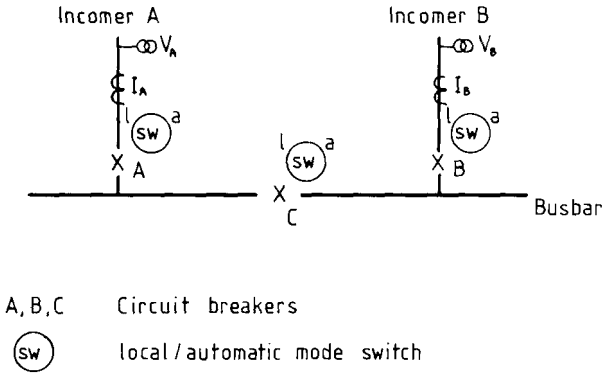 Incomer A
Incomer B
V_A
V_B
I_A
I_B
l sw a
l sw a
l sw a
A
B
C
Busbar
A, B, C Circuit breakers
sw local / automatic mode switch